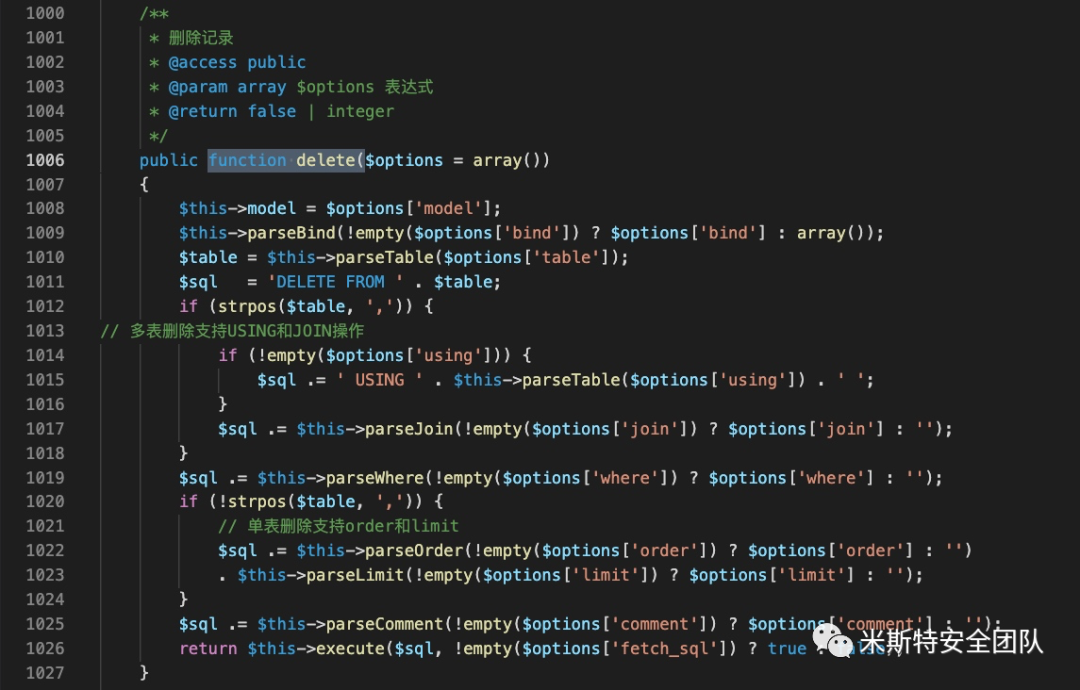 1000 /**
1001 * 删除记录
1002 * @access public
1003 * @param array $options 表达式
1004 * @return false | integer
1005 */
1006 public function delete($options = array())
1007 {
1008 $this->model = $options['model'];
1009 $this->parseBind(!empty($options['bind']) ? $options['bind'] : array());
1010 $table = $this->parseTable($options['table']);
1011 $sql   = 'DELETE FROM ' . $table;
1012 if (strpos($table, ',')) {
1013 // 多表删除支持USING和JOIN操作
1014 if (!empty($options['using'])) {
1015 $sql .= ' USING ' . $this->parseTable($options['using']) . ' ';
1016 }
1017 $sql .= $this->parseJoin(!empty($options['join']) ? $options['join'] : '');
1018 }
1019 $sql .= $this->parseWhere(!empty($options['where']) ? $options['where'] : '');
1020 if (!strpos($table, ',')) {
1021 // 单表删除支持order和limit
1022 $sql .= $this->parseOrder(!empty($options['order']) ? $options['order'] : '')
1023 . $this->parseLimit(!empty($options['limit']) ? $options['limit'] : '');
1024 }
1025 $sql .= $this->parseComment(!empty($options['comment']) ? $options['comment'] : '');
1026 return $this->execute($sql, !empty($options['fetch_sql']) ? true
1027 }
米斯特安全团队